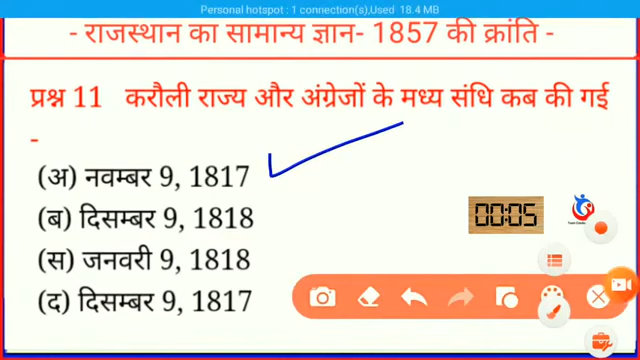 Personal hotspot : 1 connection(s),Used  18.4 MB
- राजस्थान का सामान्य ज्ञान- 1857 की क्रांति -
प्रश्न 11   करौली राज्य और अंग्रेजों के मध्य संधि कब की गई
-
(अ) नवम्बर 9, 1817
(ब) दिसम्बर 9, 1818
00:05
(स) जनवरी 9, 1818
(द) दिसम्बर 9, 1817